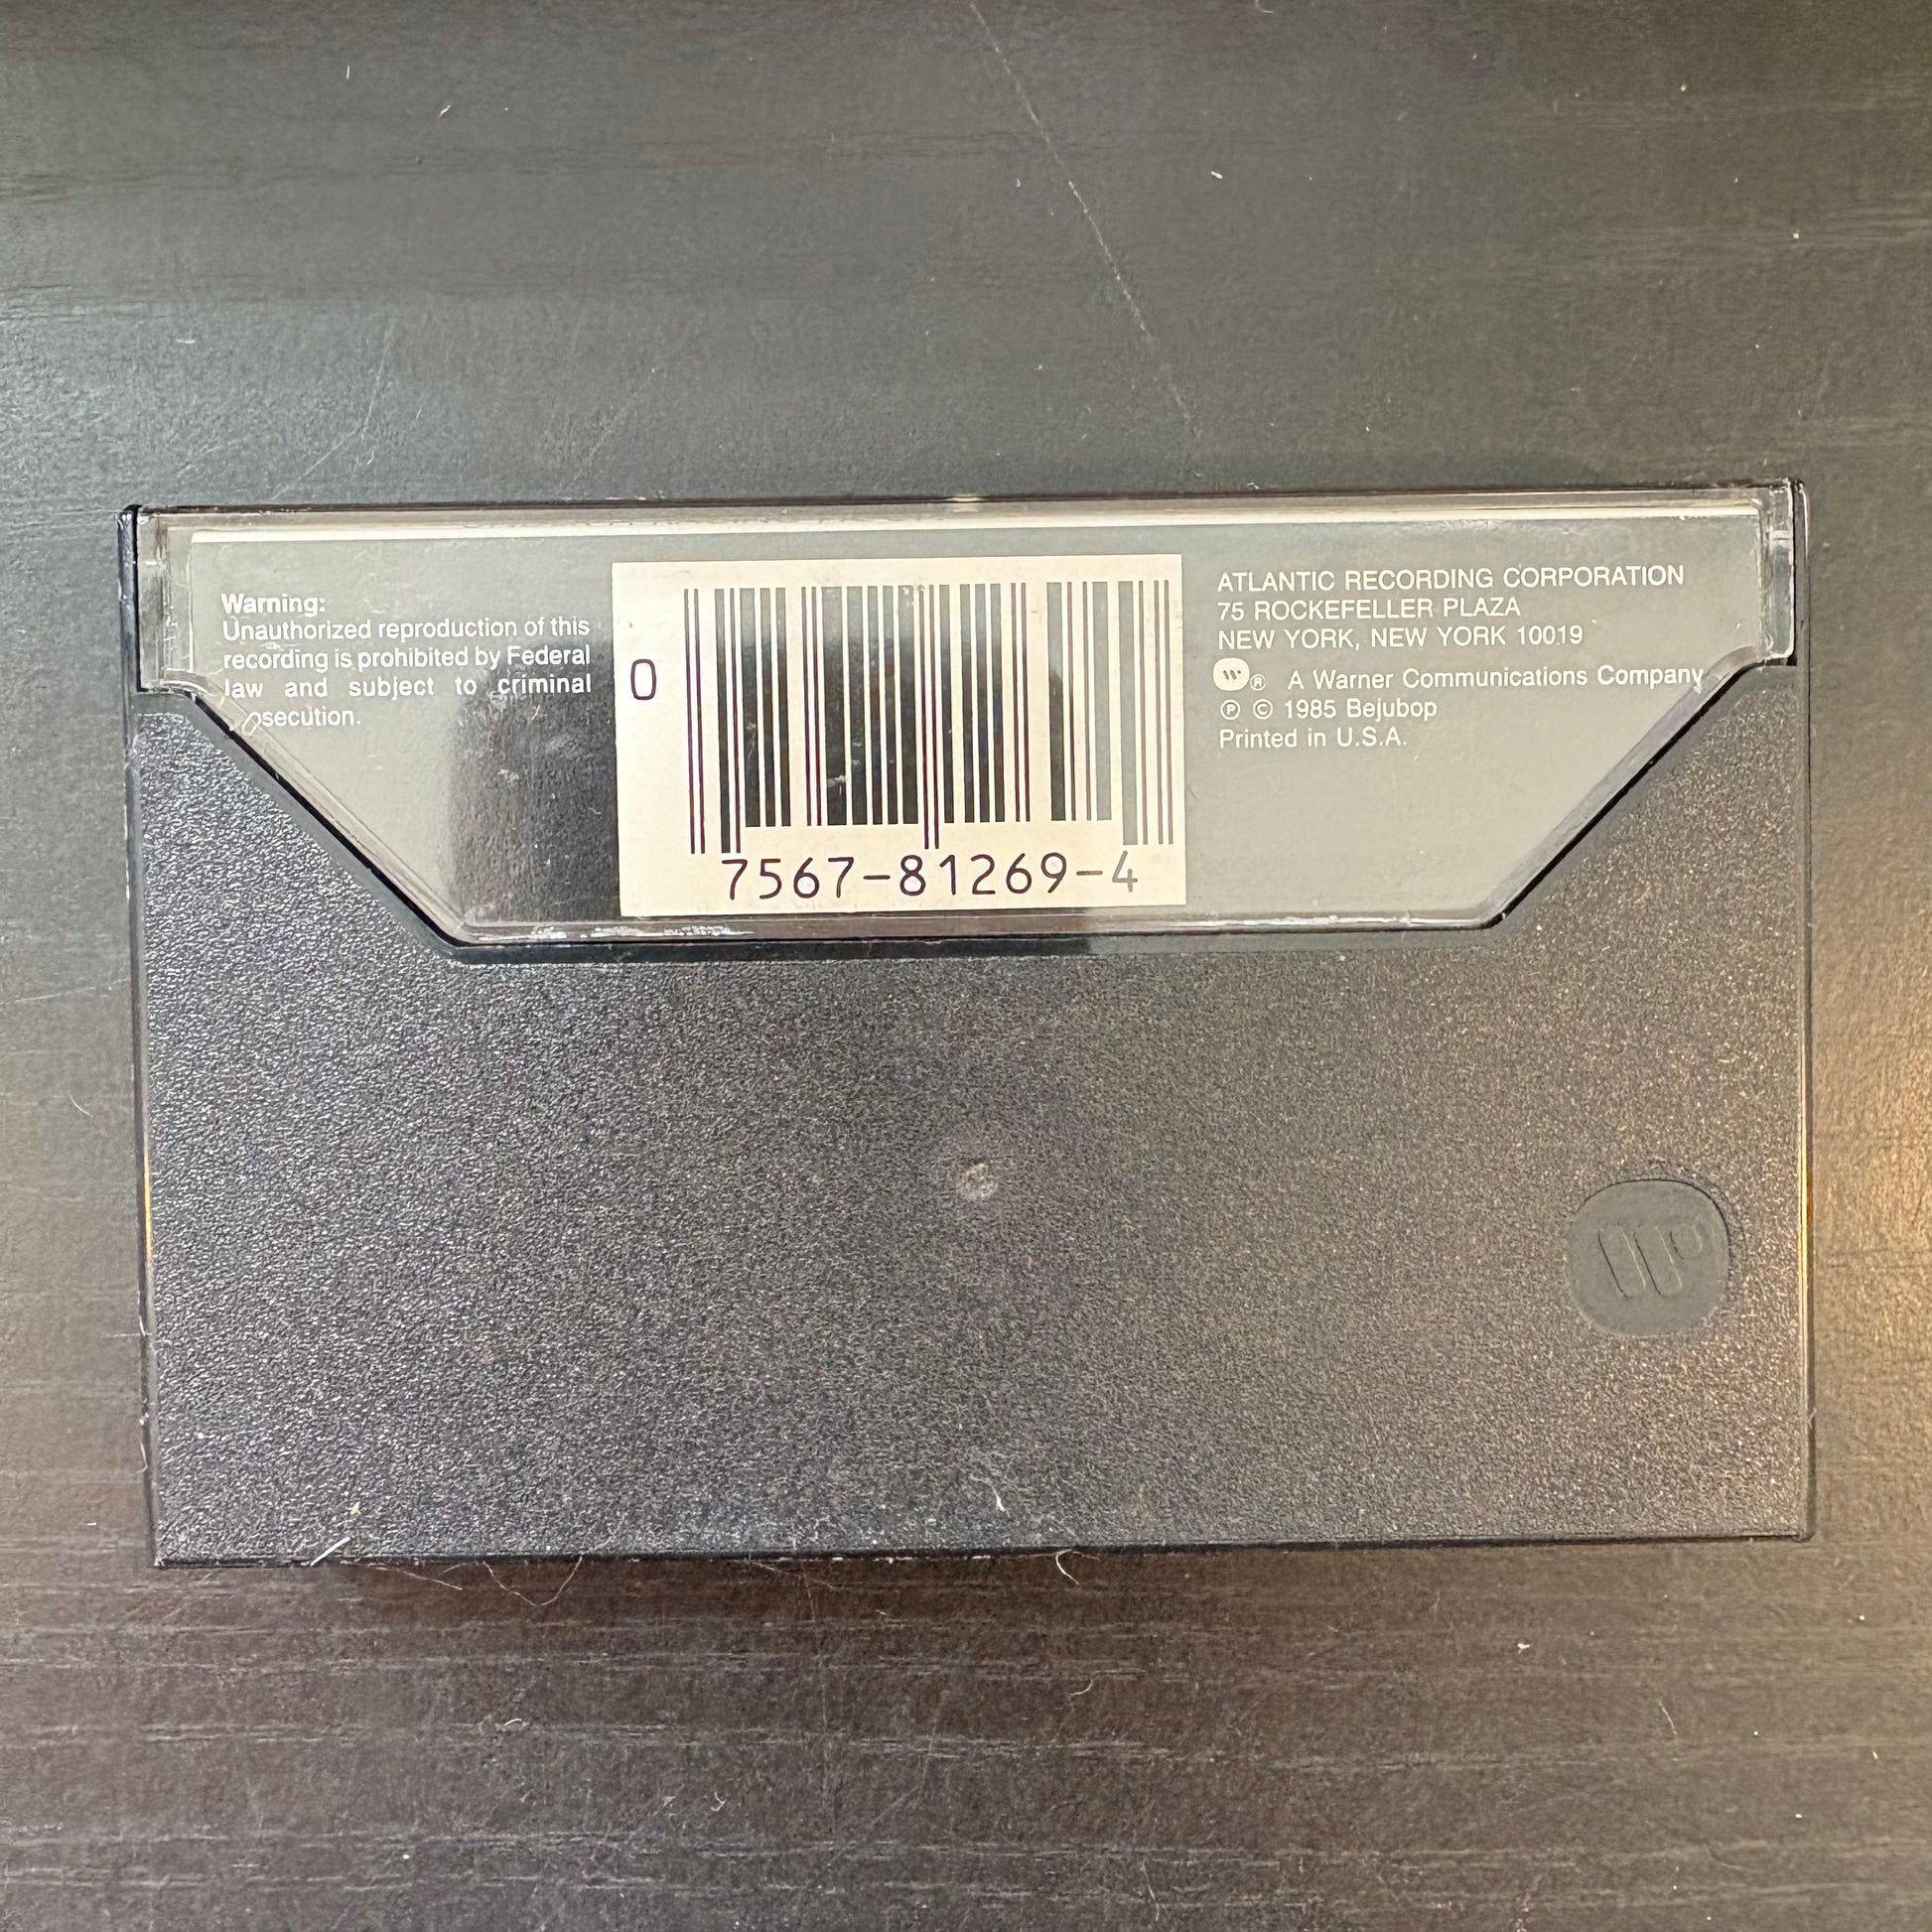 Warning:
Unauthorized reproduction of this
recording is prohibited by Federal
law and subject to criminal
osecution.
0
7567-81269-4
ATLANTIC RECORDING CORPORATION
75 ROCKEFELLER PLAZA
NEW YORK, NEW YORK 10019
® A Warner Communications Company
℗ © 1985 Bejubop
Printed in U.S.A.